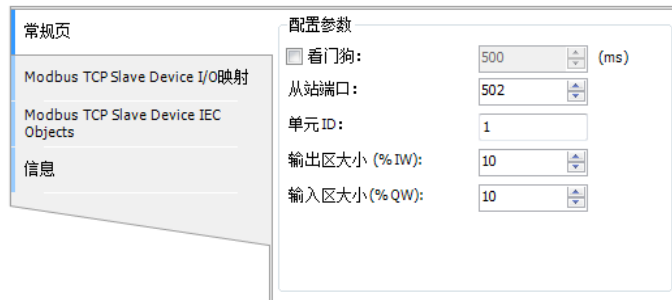 常规页
Modbus TCP Slave Device I/O映射
Modbus TCP Slave Device IEC
Objects
信息
配置参数
看门狗: 500 (ms)
从站端口: 502
单元ID: 1
输出区大小 (%IW): 10
输入区大小(%QW): 10